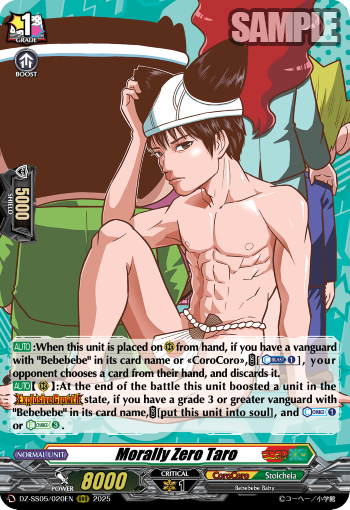 SAMPLE
1
GRADE
BOOST
5000
SHIELD
AUTO:When this unit is placed on R from hand, if you have a vanguard
with "Bebebebe" in its card name or «CoroCoro», [C-BLAST 1], your
opponent chooses a card from their hand, and discards it.
AUTO【R】:At the end of the battle this unit boosted a unit in the
Explosive Growth state, if you have a grade 3 or greater vanguard with
"Bebebebe" in its card name, [put this unit into soul], and C-CHARGE 1
or C-CHARGE 3.
NORMAL UNIT
Morally Zero Taro
POWER 8000
CRITICAL 1
CoroCoro Stoicheia
Bebebebe Baby
D-DZ-SS05/020EN RRR 2025
©コーヘー／小学館